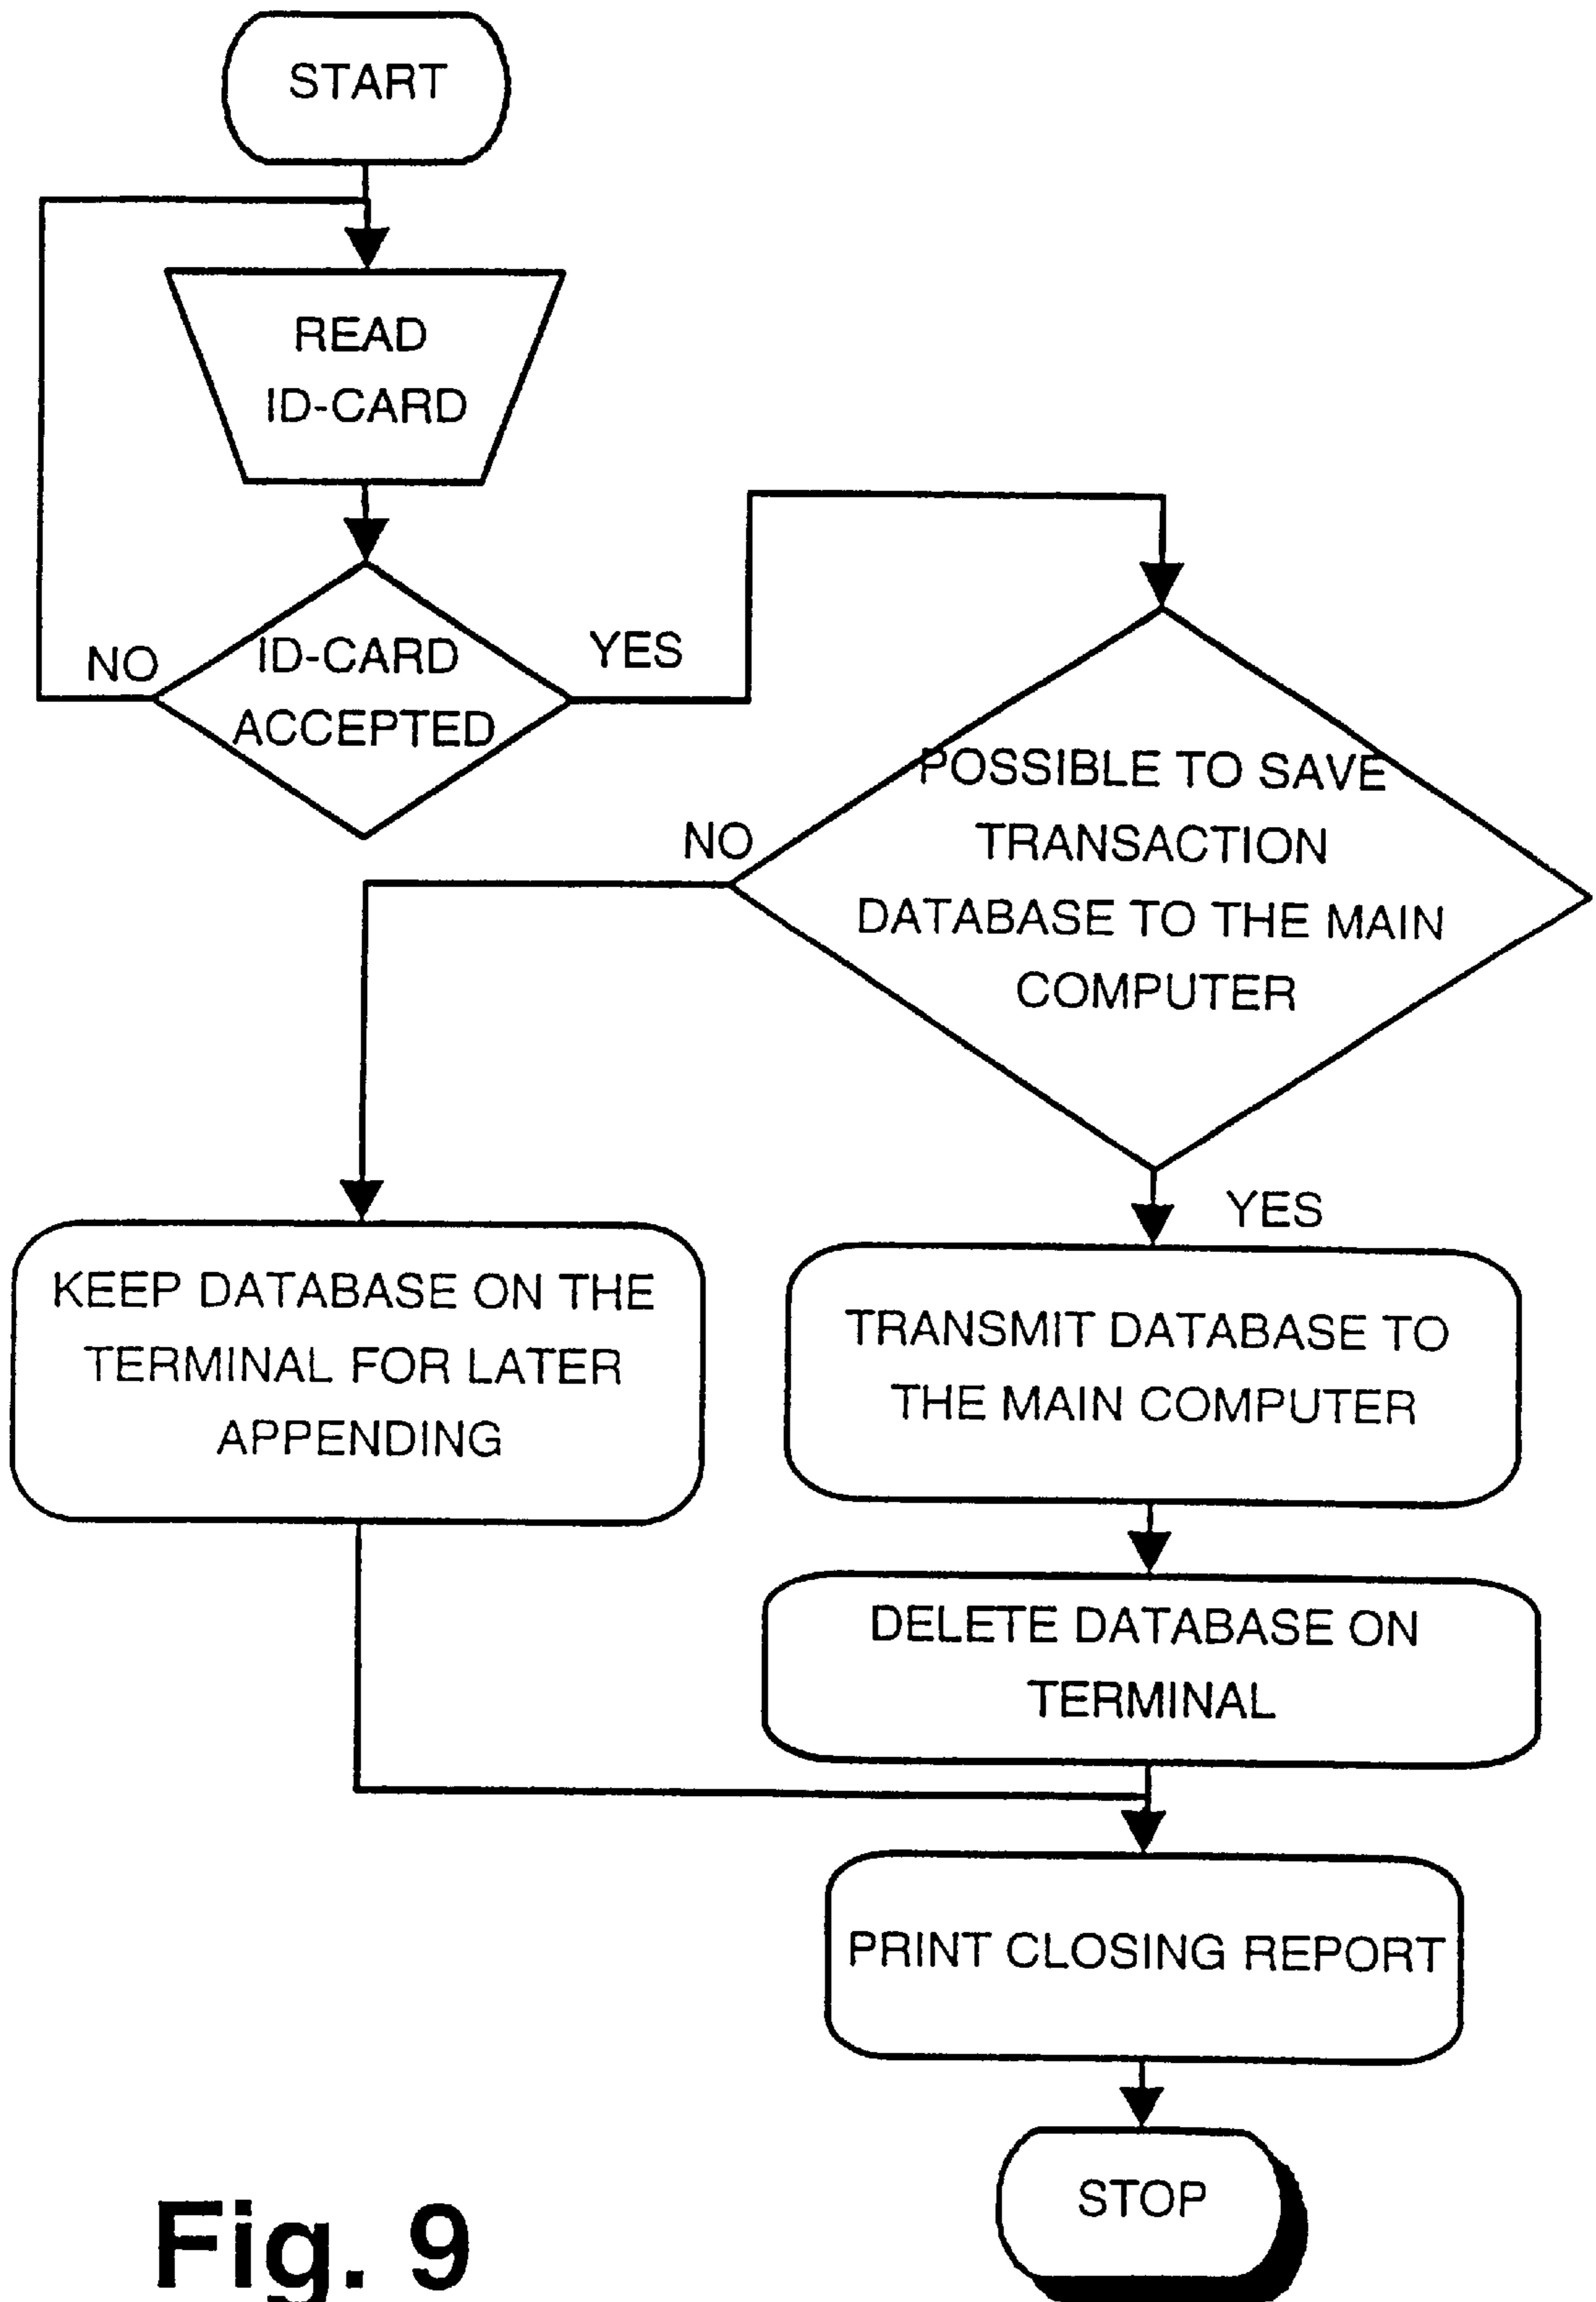 START
READ
ID-CARD
NO
ID-CARD
ACCEPTED
YES
POSSIBLE TO SAVE
TRANSACTION
DATABASE TO THE MAIN
COMPUTER
NO
YES
KEEP DATABASE ON THE
TERMINAL FOR LATER
APPENDING
TRANSMIT DATABASE TO
THE MAIN COMPUTER
DELETE DATABASE ON
TERMINAL
PRINT CLOSING REPORT
STOP
Fig. 9